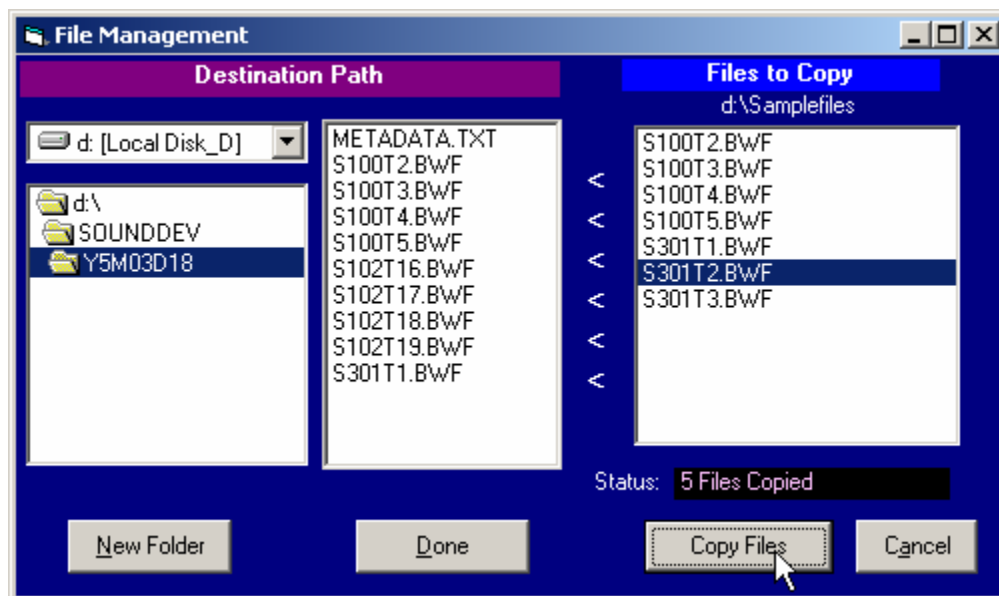 File Management
Destination Path
d: [Local Disk_D]
d:\
SOUNDDEV
Y5M03D18
METADATA.TXT
S100T2.BWF
S100T3.BWF
S100T4.BWF
S100T5.BWF
S102T16.BWF
S102T17.BWF
S102T18.BWF
S102T19.BWF
S301T1.BWF
<
<
<
<
<
<
Files to Copy
d:\Samplefiles
S100T2.BWF
S100T3.BWF
S100T4.BWF
S100T5.BWF
S301T1.BWF
S301T2.BWF
S301T3.BWF
Status: 5 Files Copied
New Folder
Done
Copy Files
Cancel